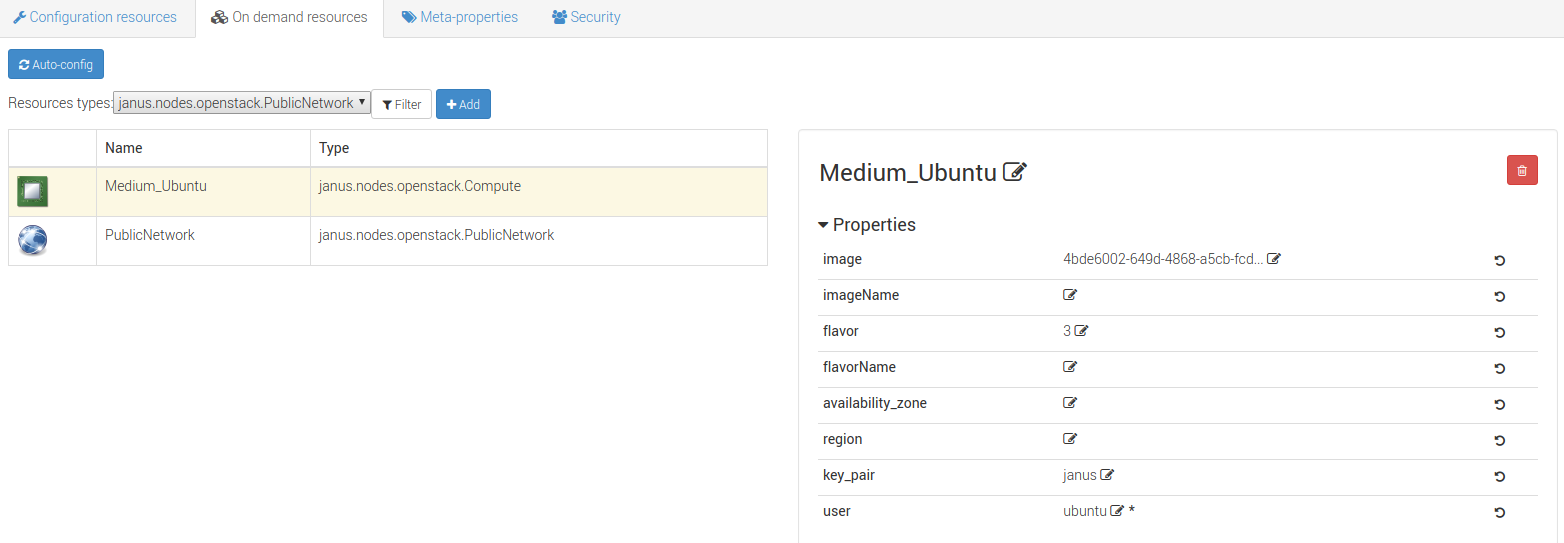 Configuration resources On demand resources Meta-properties Security
Auto-config
Resources types: janus.nodes.openstack.PublicNetwork Filter Add
Name Type
Medium_Ubuntu janus.nodes.openstack.Compute
PublicNetwork janus.nodes.openstack.PublicNetwork
Medium_Ubuntu
Properties
image 4bde6002-649d-4868-a5cb-fcd...
imageName
flavor 3
flavorName
availability_zone
region
key_pair janus
user ubuntu *